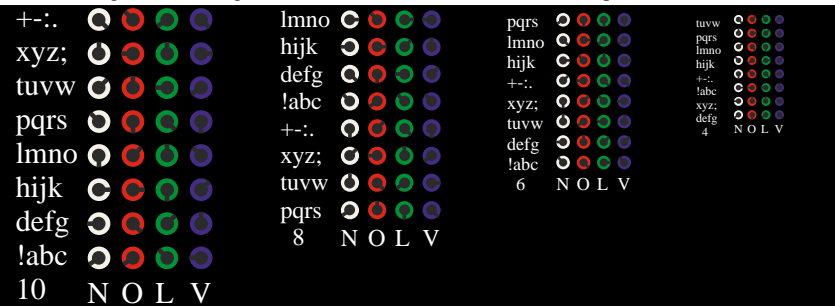 +-:.
xyz;
tuvw
pqrs
lmno
hijk
defg
!abc
10 N O L V
lmno
hijk
defg
!abc
+-:.
xyz;
tuvw
pqrs
8 N O L V
pqrs
lmno
hijk
+-:.
xyz;
tuvw
defg
!abc
6 N O L V
tuvw
pqrs
lmno
hijk
+-:.
!abc
xyz;
defg
4 N O L V